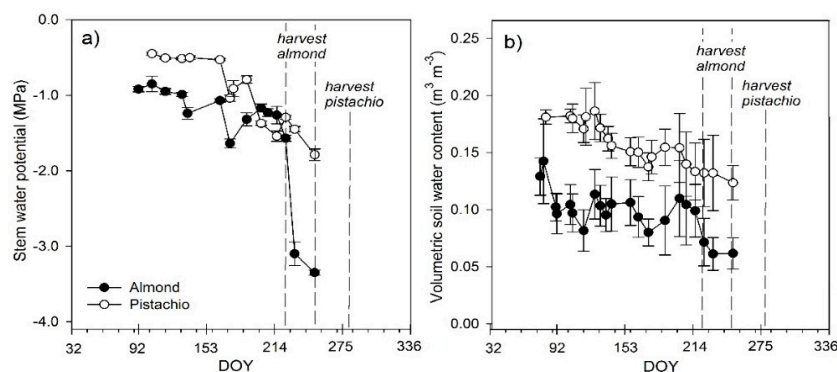 a)
harvest
almond
harvest
pistachio
Stem water potential (MPa)
0.0
-1.0
-2.0
-3.0
-4.0
Almond
Pistachio
32 92 153 214 275 336
DOY
b)
harvest
almond
harvest
pistachio
Volumetric soil water content (m³ m⁻³)
0.25
0.20
0.15
0.10
0.05
0.00
32 92 153 214 275 336
DOY